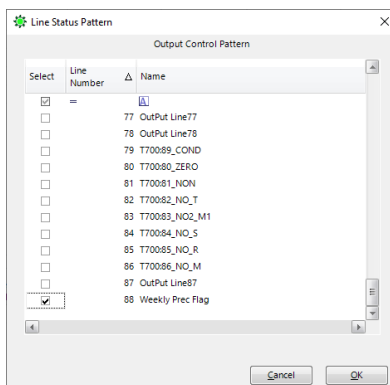 Line Status Pattern
Output Control Pattern
Select Line Number Name
= A
77 OutPut Line77
78 OutPut Line78
79 T700:89_COND
80 T700:80_ZERO
81 T700:81_NON
82 T700:82_NO_T
83 T700:83_NO2_M1
84 T700:84_NO_S
85 T700:85_NO_R
86 T700:86_NO_M
87 OutPut Line87
88 Weekly Prec Flag
Cancel OK